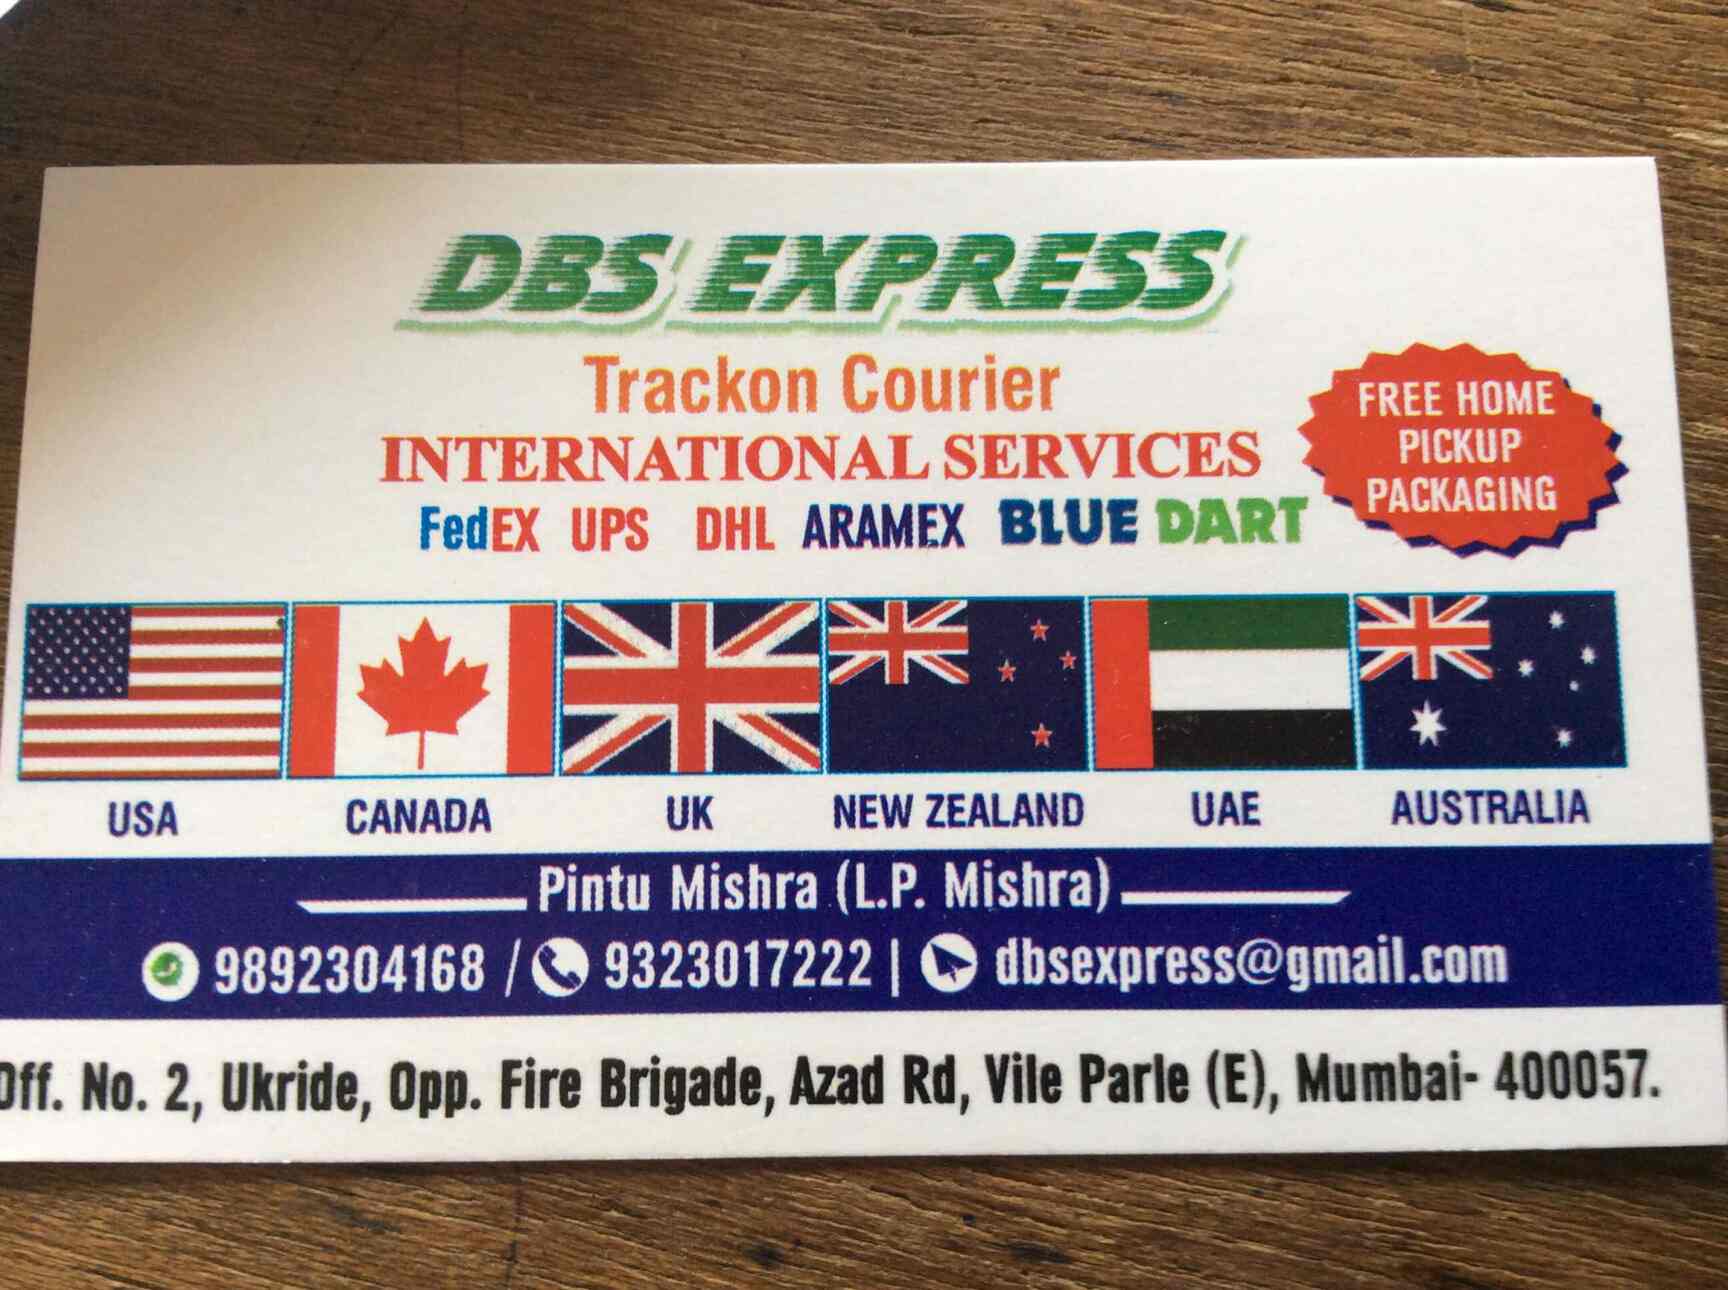 DBS EXPRESS
Trackon Courier
INTERNATIONAL SERVICES
FedEX UPS DHL ARAMEX BLUE DART
FREE HOME
PICKUP
PACKAGING
USA CANADA UK NEW ZEALAND UAE AUSTRALIA
Pintu Mishra (L.P. Mishra)
9892304168 / 9323017222 | dbsexpress@gmail.com
Off. No. 2, Ukride, Opp. Fire Brigade, Azad Rd, Vile Parle (E), Mumbai- 400057.